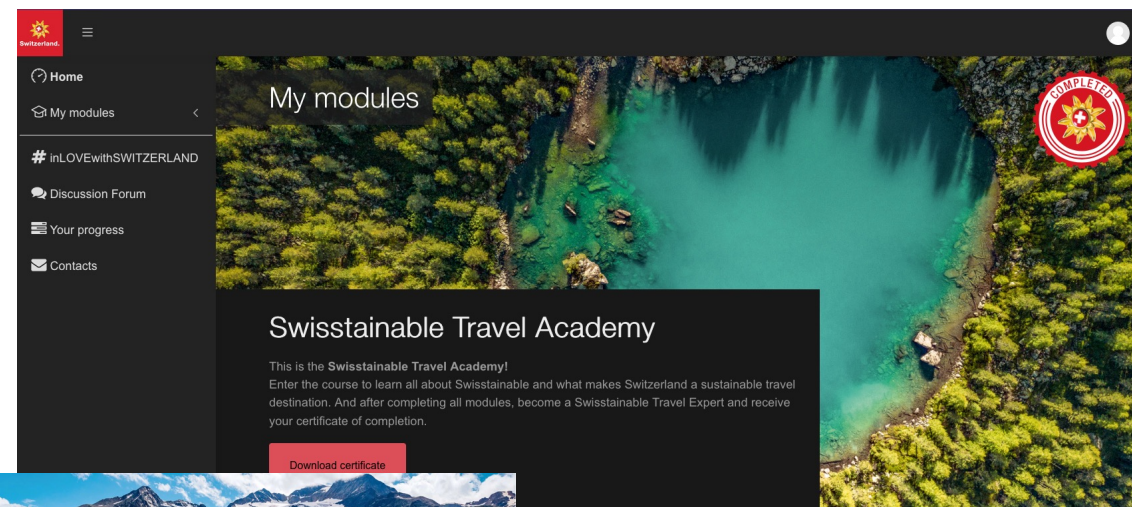 Switzerland.
Home
My modules
# inLOVEwithSWITZERLAND
Discussion Forum
Your progress
Contacts
My modules
COMPLETED
Swisstainable Travel Academy
This is the Swisstainable Travel Academy!
Enter the course to learn all about Swisstainable and what makes Switzerland a sustainable travel
destination. And after completing all modules, become a Swisstainable Travel Expert and receive
your certificate of completion.
Download certificate